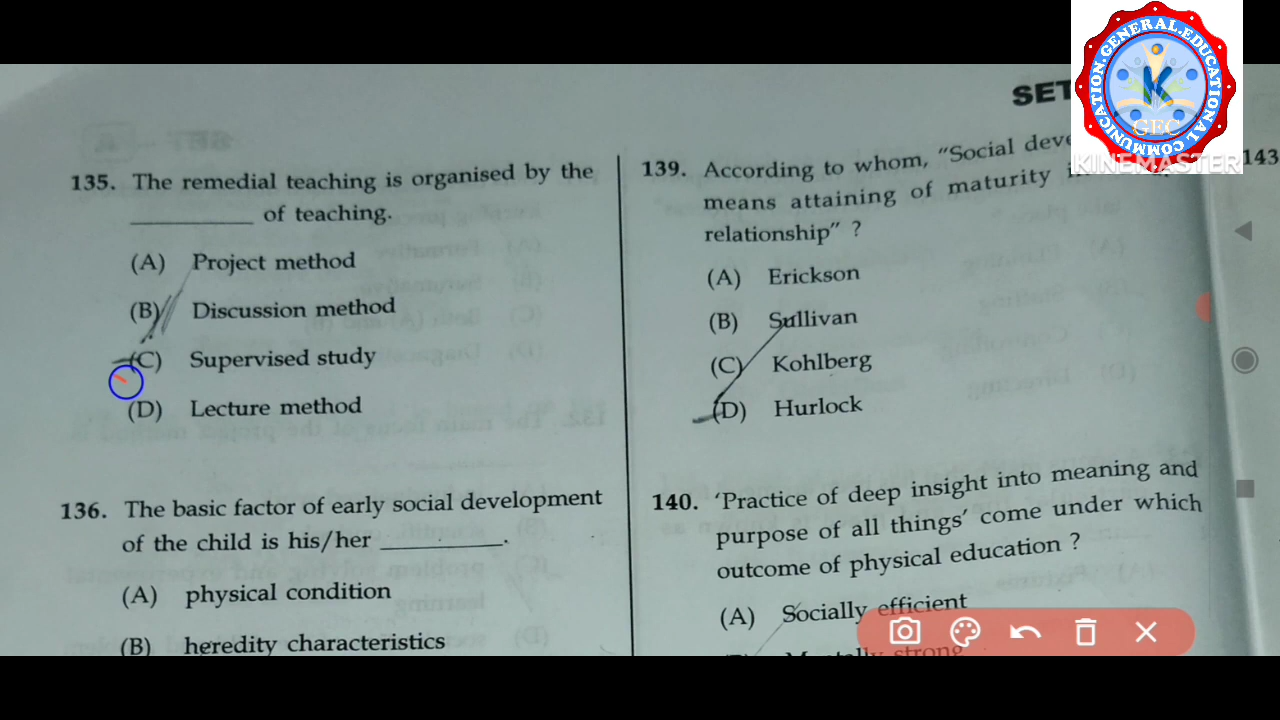 SET
135. The remedial teaching is organised by the
__________ of teaching.
(A) Project method
(B) Discussion method
(C) Supervised study
(D) Lecture method
136. The basic factor of early social development
of the child is his/her __________.
(A) physical condition
(B) heredity characteristics
139. According to whom, "Social
means attaining of maturity
relationship" ?
(A) Erickson
(B) Sullivan
(C) Kohlberg
(D) Hurlock
140. 'Practice of deep insight into meaning and
purpose of all things' come under which
outcome of physical education ?
(A) Socially efficient
Mentally strong
143
COMMUNICATION.GENERAL.EDUCATIONAL
K
GEC
KINEMASTER